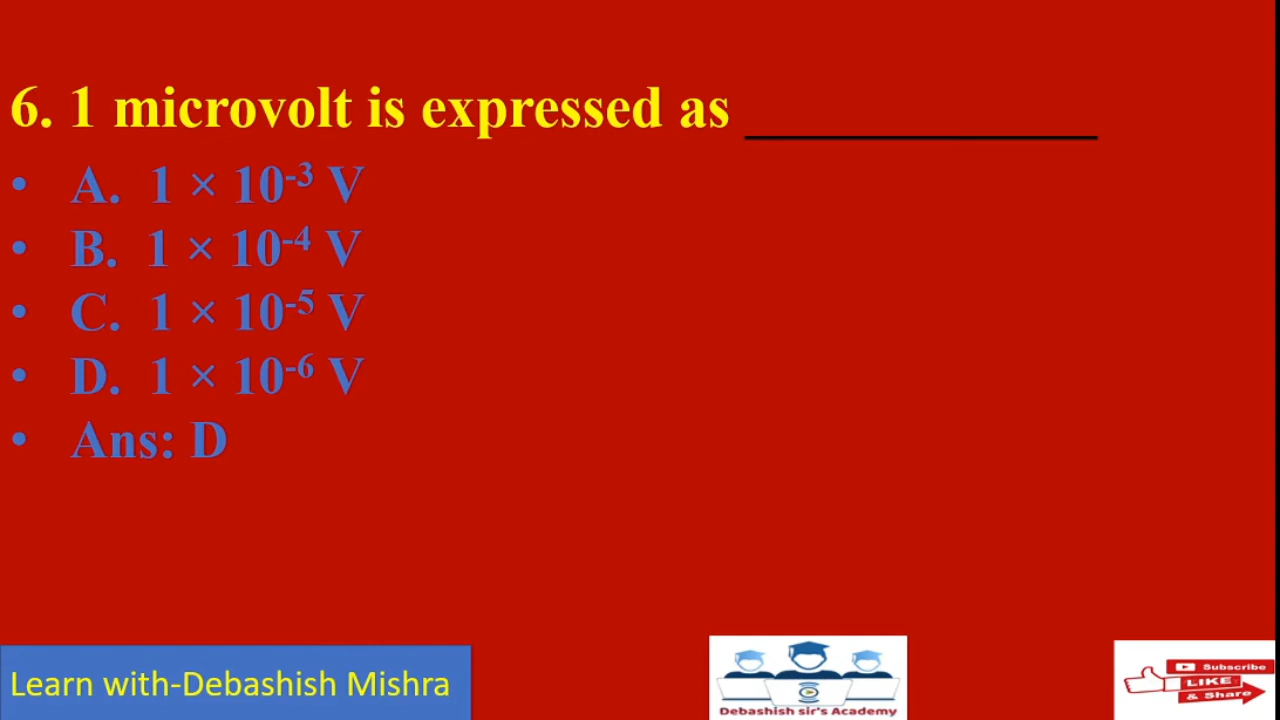 6. 1 microvolt is expressed as ____________
• A. 1 × 10⁻³ V
• B. 1 × 10⁻⁴ V
• C. 1 × 10⁻⁵ V
• D. 1 × 10⁻⁶ V
• Ans: D
Learn with-Debashish Mishra
Debashish sir's Academy
Subscribe
LIKE
& Share